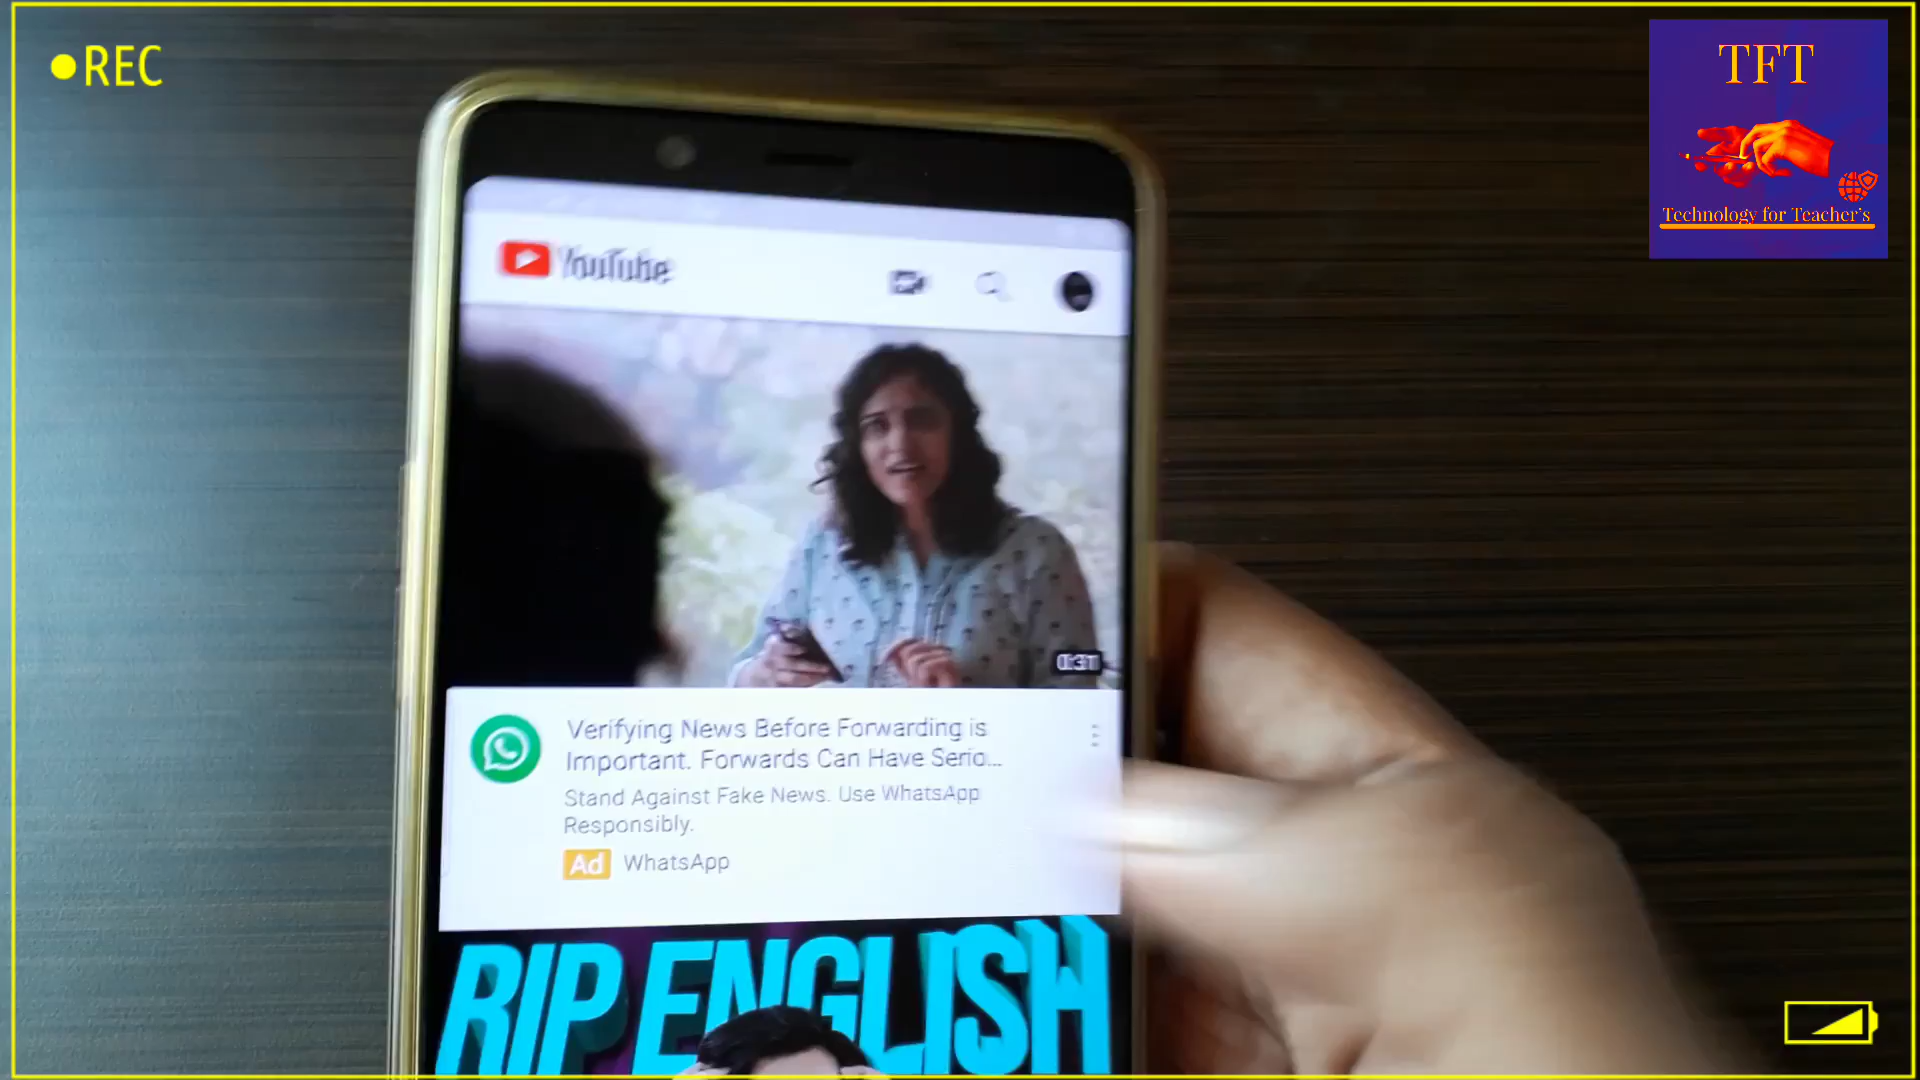 REC
TFT
Technology for Teacher's
YouTube
0:31
Verifying News Before Forwarding is
Important. Forwards Can Have Serio...
Stand Against Fake News. Use WhatsApp
Responsibly.
Ad WhatsApp
RIP ENGLISH